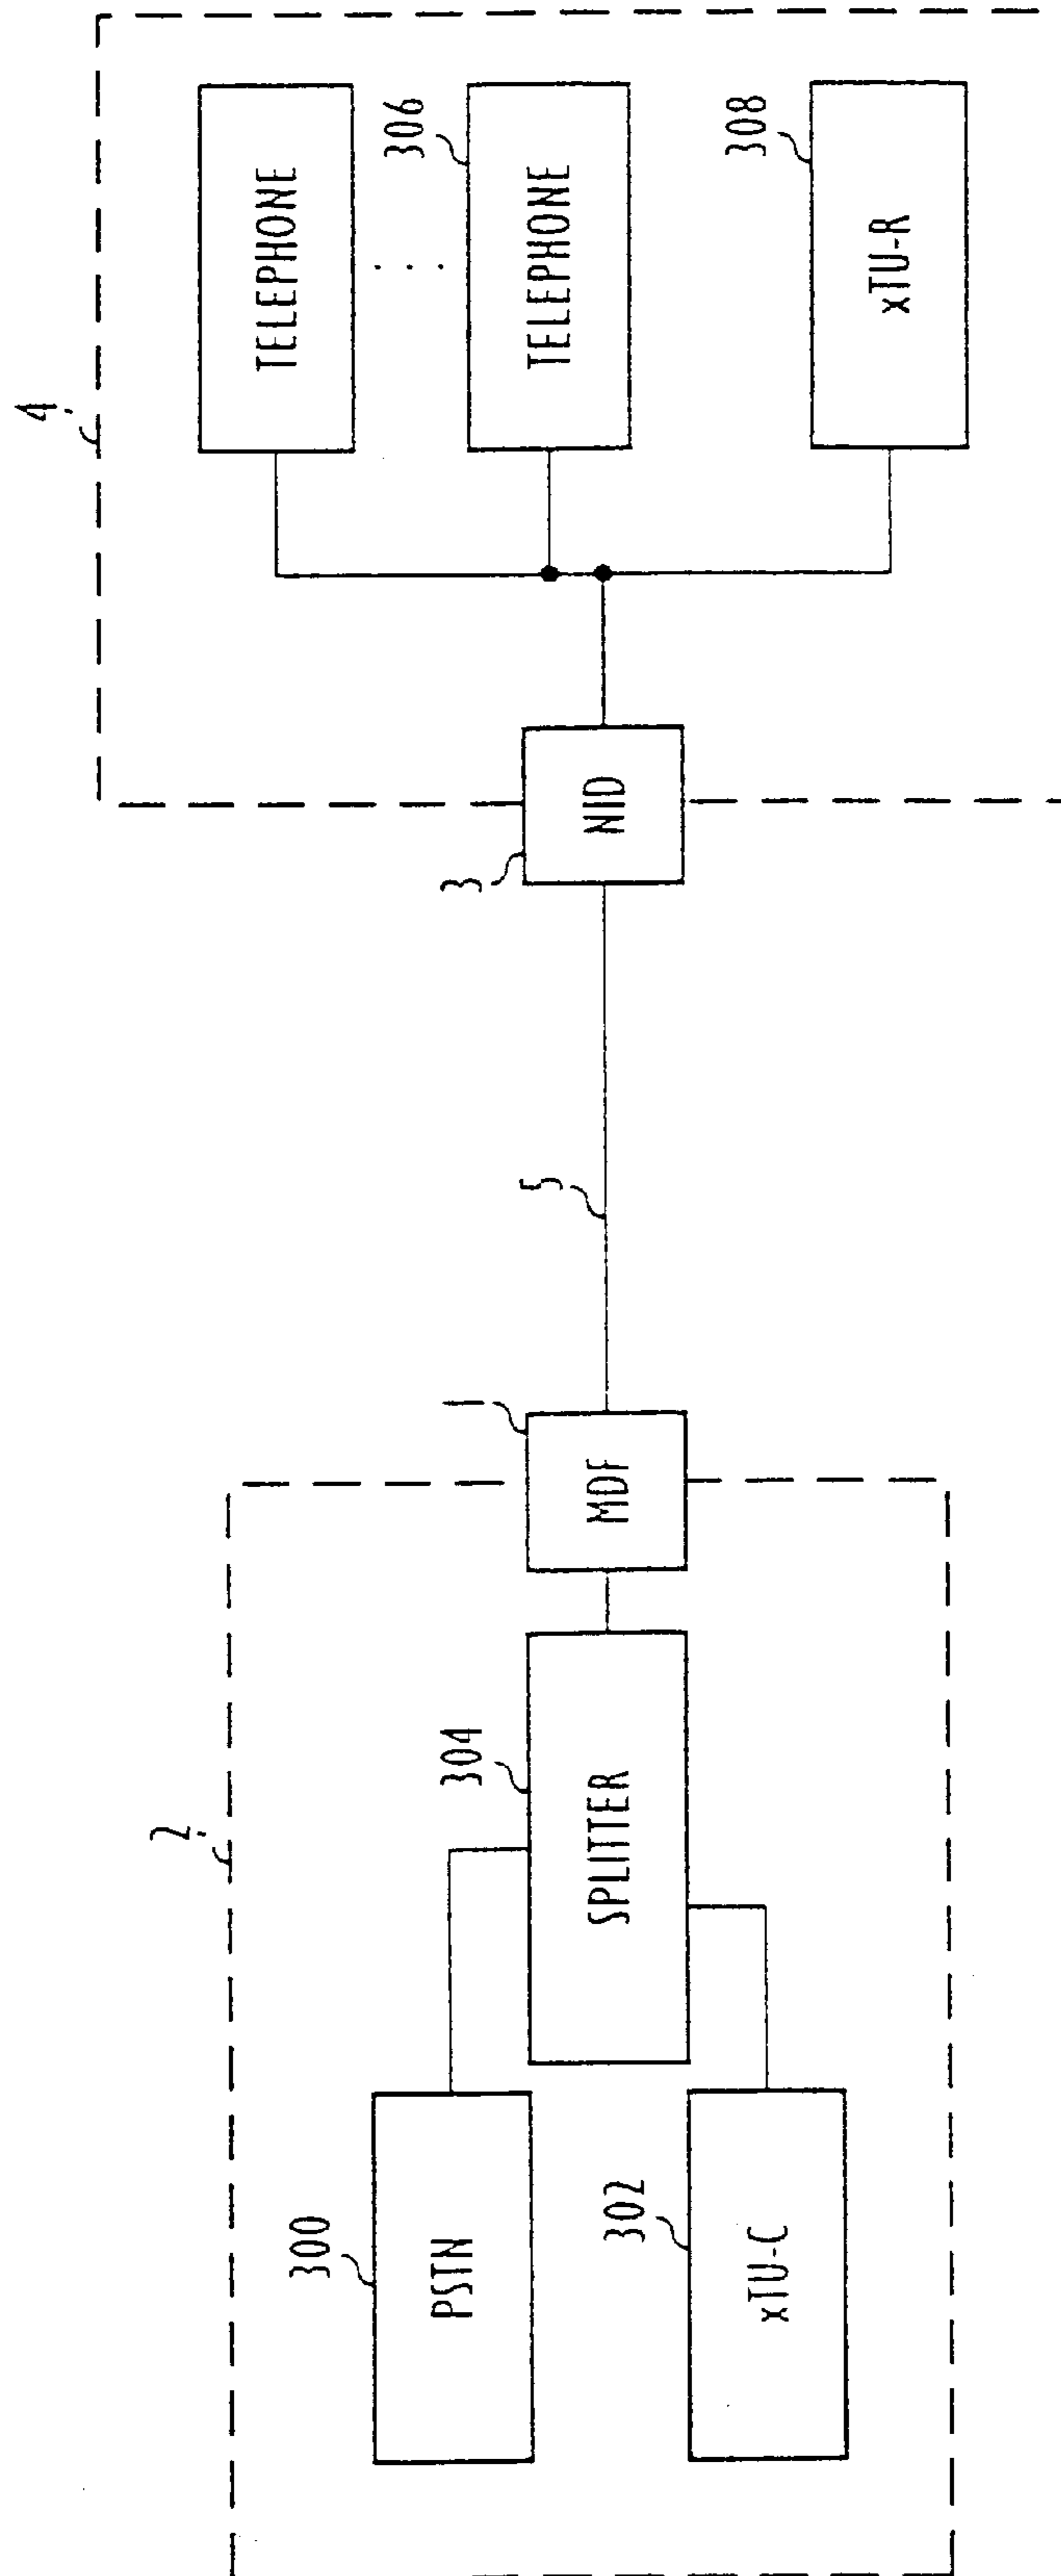 2
300
PSTN
302
xTU-C
304
SPLITTER
1
MDF
5
3
NID
4
TELEPHONE
. . .
306
TELEPHONE
308
xTU-R